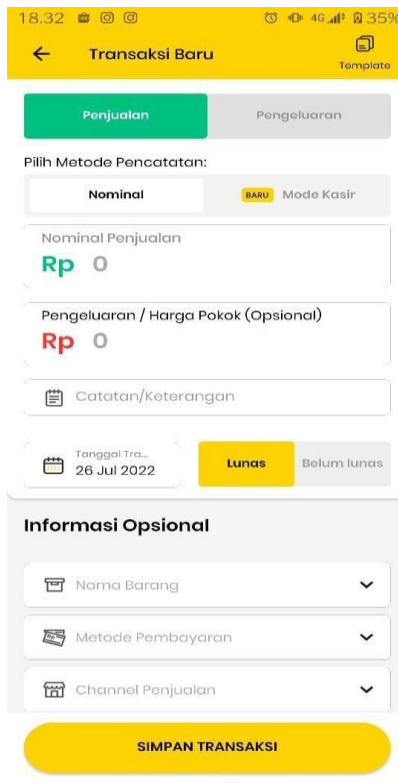 18.32 4G 35%
Transaksi Baru
Template
Penjualan Pengeluaran
Pilih Metode Pencatatan:
Nominal BARU Mode Kasir
Nominal Penjualan
Rp 0
Pengeluaran / Harga Pokok (Opsional)
Rp 0
Catatan/Keterangan
Tanggal Tra...
26 Jul 2022
Lunas Belum lunas
Informasi Opsional
Nama Barang
Metode Pembayaran
Channel Penjualan
SIMPAN TRANSAKSI